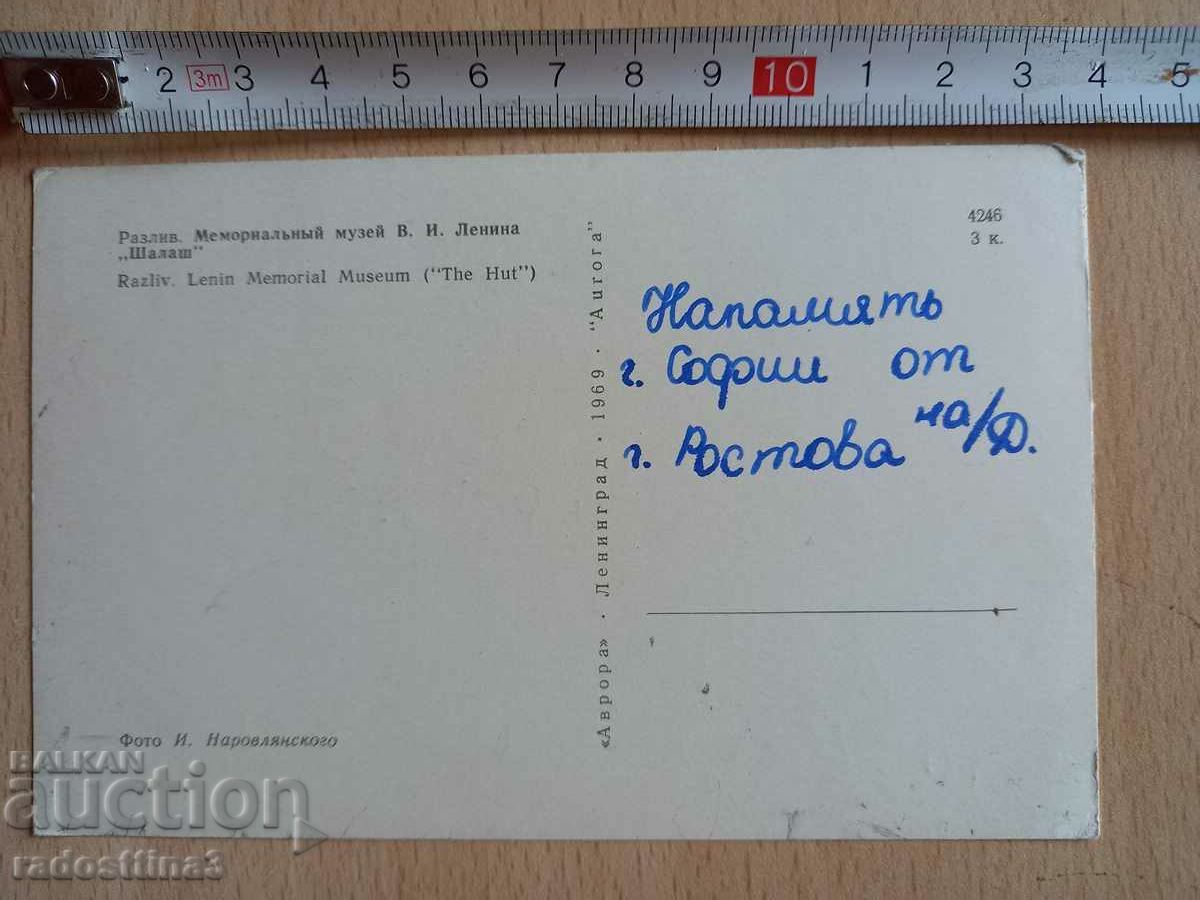 2 3m 3 4 5 6 7 8 9 10 1 2 3 4 5
Разлив. Мемориальный музей В. И. Ленина
„Шалаш"
Razliv. Lenin Memorial Museum ("The Hut")
Фото И. Наровлянского
«Аврора» · Ленинград · 1969 · "Aurora"
4246
3 к.
Напамять
г. Софии от
г. Ростова на/Д.
BALKAN
auction
radosttina3